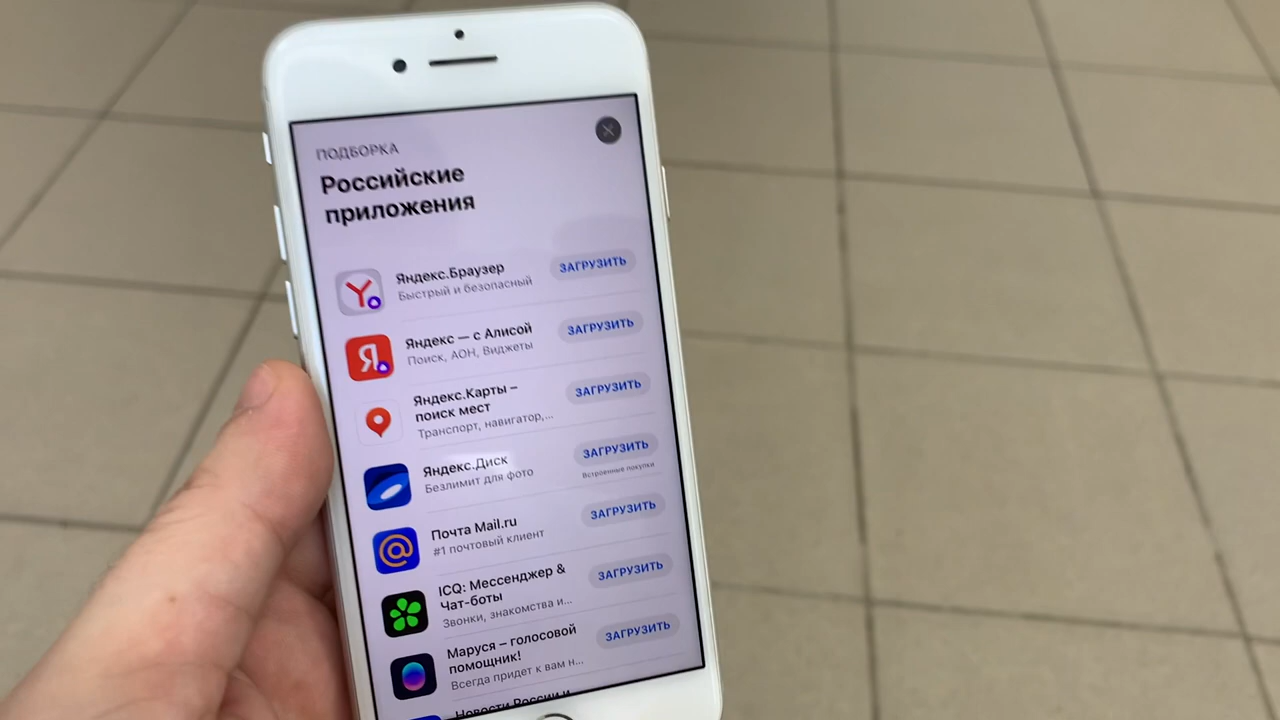 ПОДБОРКА
Российские
приложения
Яндекс.Браузер
Быстрый и безопасный
ЗАГРУЗИТЬ
Яндекс — с Алисой
Поиск, АОН, Виджеты
ЗАГРУЗИТЬ
Яндекс.Карты –
поиск мест
Транспорт, навигатор,...
ЗАГРУЗИТЬ
Яндекс.Диск
Безлимит для фото
ЗАГРУЗИТЬ
Встроенные покупки
Почта Mail.ru
#1 почтовый клиент
ЗАГРУЗИТЬ
ICQ: Мессенджер &
Чат-боты
Звонки, знакомства и...
ЗАГРУЗИТЬ
Маруся – голосовой
помощник!
Всегда придет к вам н...
ЗАГРУЗИТЬ
Новости России и